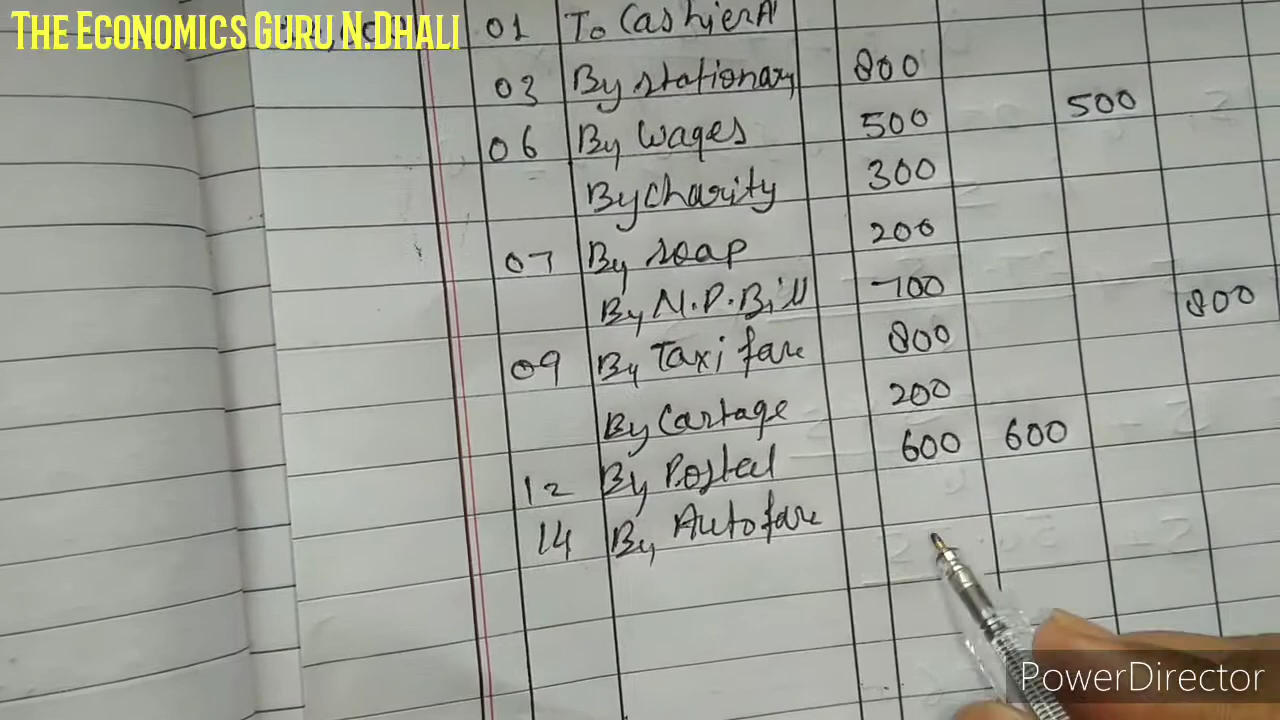 THE ECONOMICS GURU N.DHALI
01 To Cashier A'
03 By stationary 800
06 By wages 500 500
By charity 300
07 By soap 200
By N.P. Bill 700
09 By Taxi fare 800 800
By Cartage 200
12 By Postal 600 600
14 By Auto fare
PowerDirector